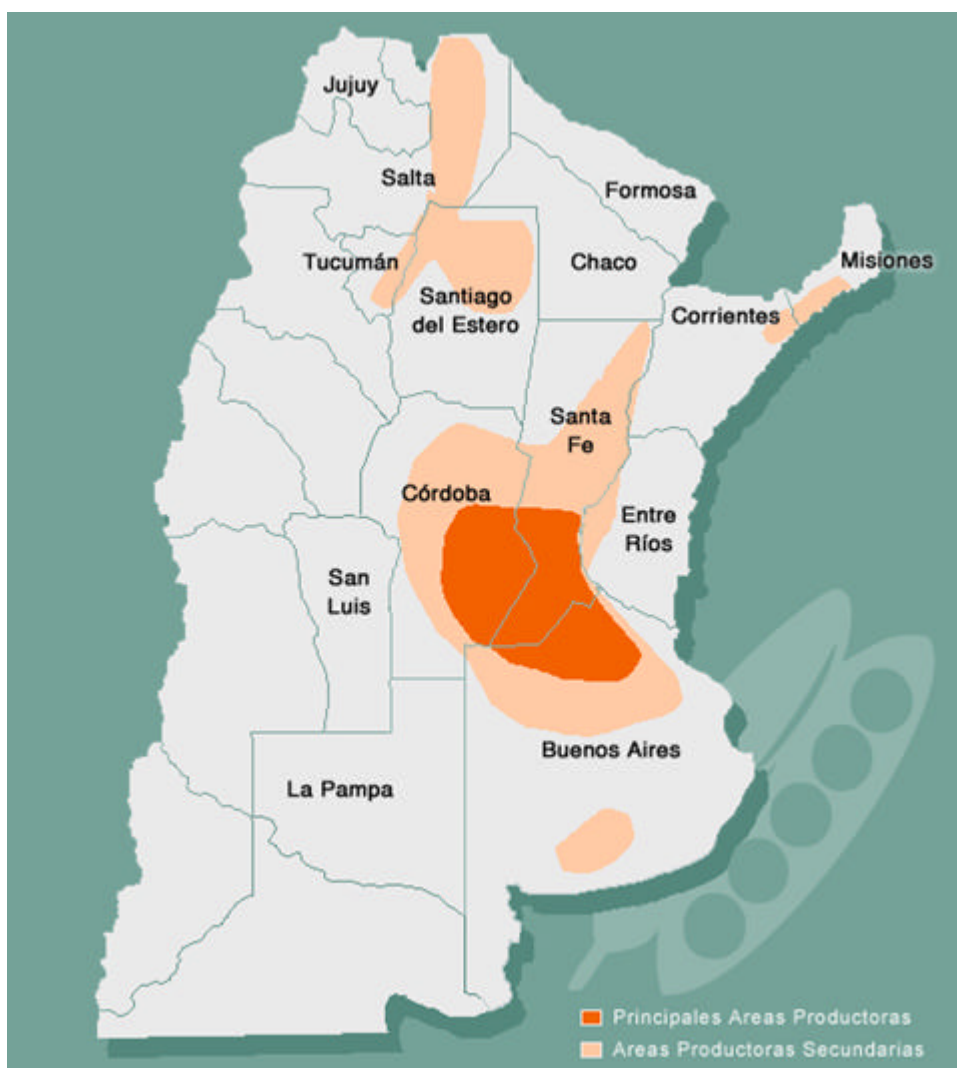 Jujuy
Salta
Formosa
Tucumán
Chaco
Misiones
Santiago
del Estero
Corrientes
Santa
Fe
Córdoba
Entre
Ríos
San
Luis
Buenos Aires
La Pampa
Principales Areas Productoras
Areas Productoras Secundarias